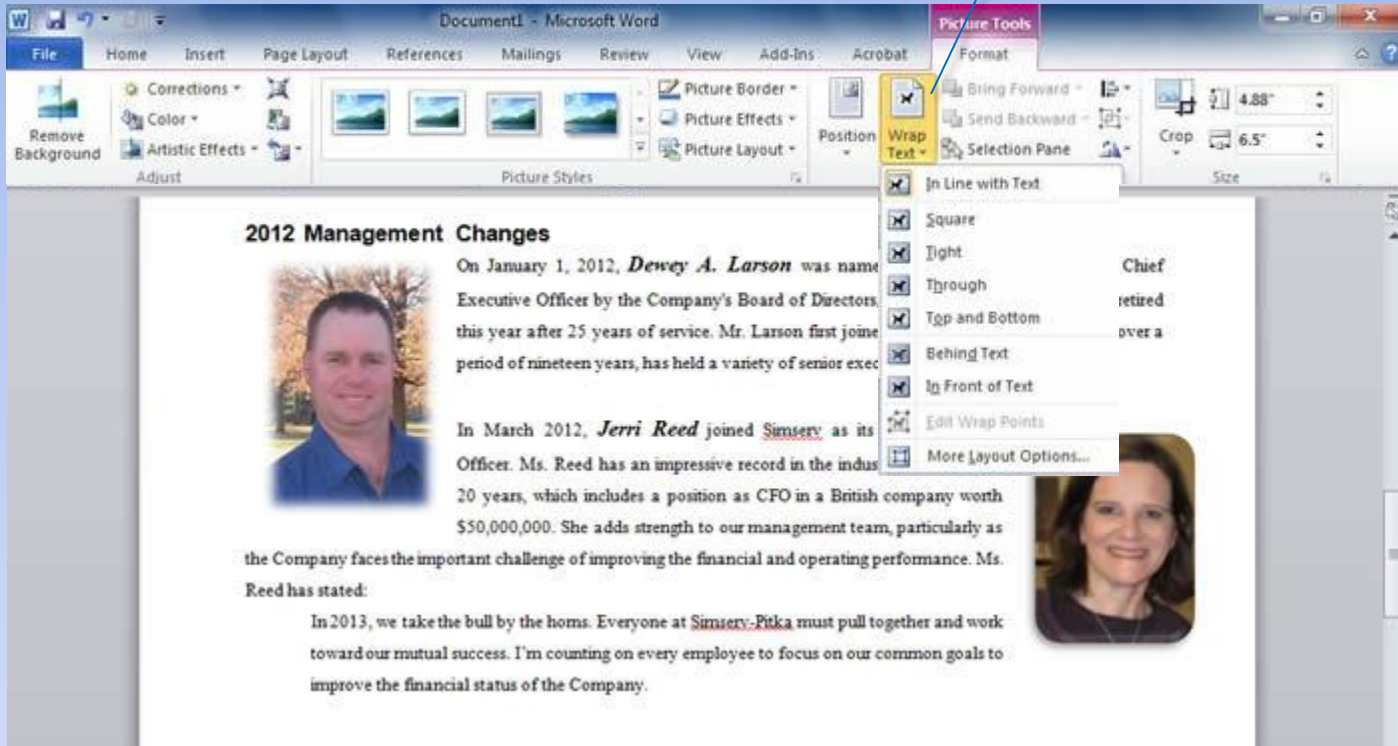 W
Document1 - Microsoft Word
Picture Tools
File Home Insert Page Layout References Mailings Review View Add-Ins Acrobat Format
Remove Background
Corrections
Color
Artistic Effects
Adjust
Picture Styles
Picture Border
Picture Effects
Picture Layout
Position
Wrap Text
Bring Forward
Send Backward
Selection Pane
Crop
4.88"
6.5"
Size
In Line with Text
Square
Tight
Through
Top and Bottom
Behind Text
In Front of Text
Edit Wrap Points
More Layout Options...
2012 Management Changes
On January 1, 2012, Dewey A. Larson was name Chief
Executive Officer by the Company's Board of Directors retired
this year after 25 years of service. Mr. Larson first joine over a
period of nineteen years, has held a variety of senior exec
In March 2012, Jerri Reed joined Simserv as its
Officer. Ms. Reed has an impressive record in the indus
20 years, which includes a position as CFO in a British company worth
$50,000,000. She adds strength to our management team, particularly as
the Company faces the important challenge of improving the financial and operating performance. Ms.
Reed has stated:
In 2013, we take the bull by the horns. Everyone at Simserv-Pitka must pull together and work
toward our mutual success. I'm counting on every employee to focus on our common goals to
improve the financial status of the Company.